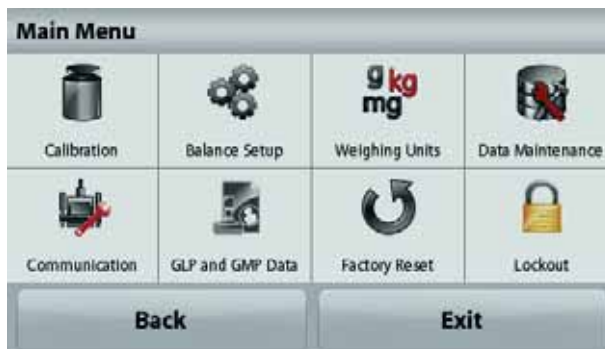 Main Menu
g kg
mg
Calibration
Balance Setup
Weighing Units
Data Maintenance
Communication
GLP and GMP Data
Factory Reset
Lockout
Back
Exit